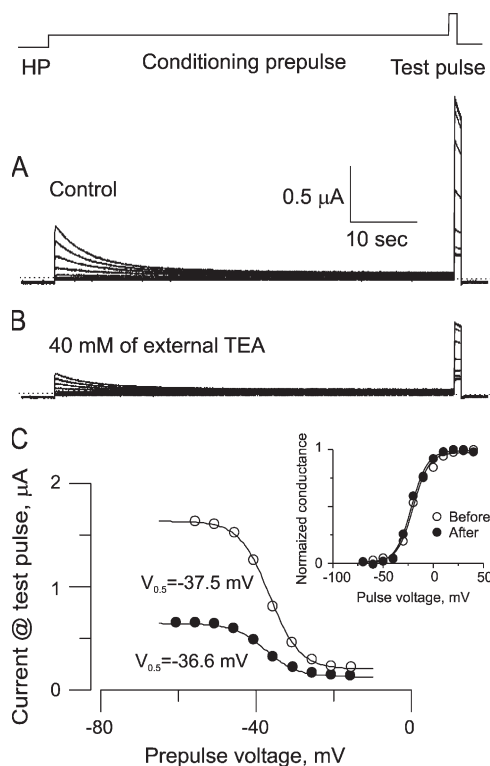 HP
Conditioning prepulse
Test pulse
A
Control
0.5 µA
10 sec
B
40 mM of external TEA
C
Current @ test pulse, µA
2
1
0
V0.5=-37.5 mV
V0.5=-36.6 mV
-80
-40
0
Prepulse voltage, mV
Normaized conductance
1
0
Before
After
-100
-50
0
50
Pulse voltage, mV